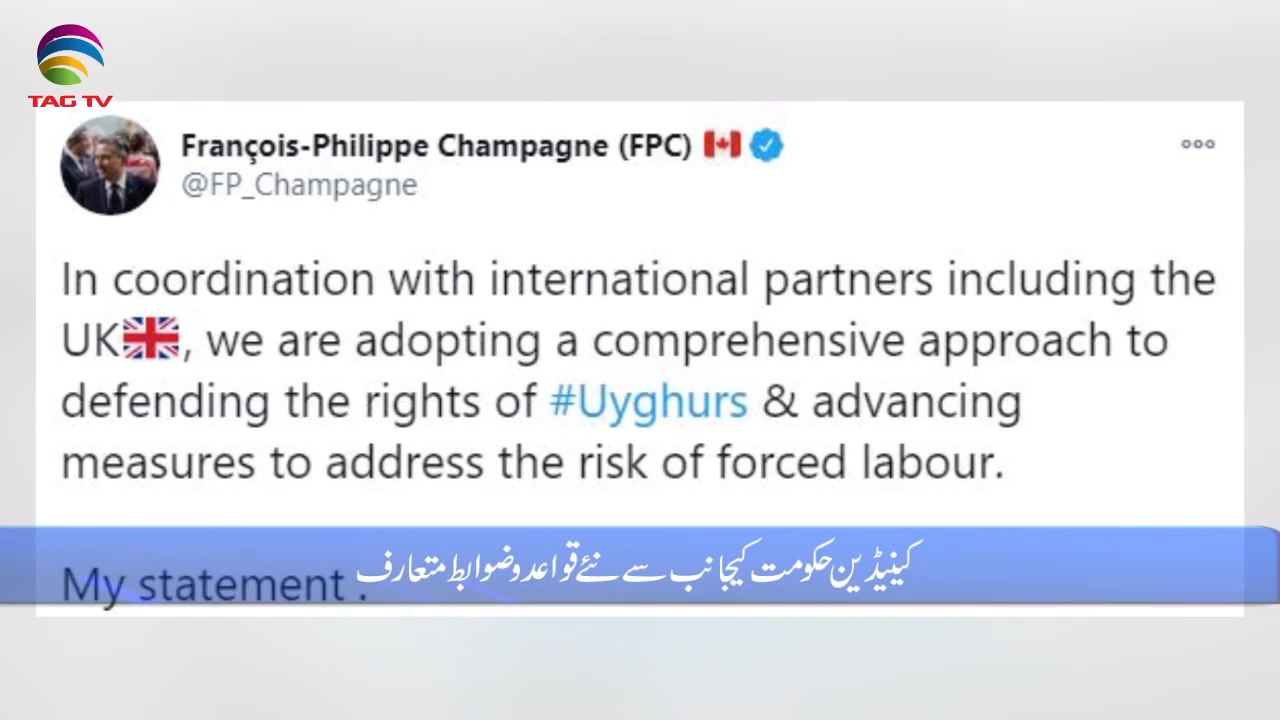 TAG TV
François-Philippe Champagne (FPC)
@FP_Champagne
In coordination with international partners including the
UK, we are adopting a comprehensive approach to
defending the rights of #Uyghurs & advancing
measures to address the risk of forced labour.
My statement :
کینیڈین حکومت کیجانب سے نئے قواعد و ضوابط متعارف